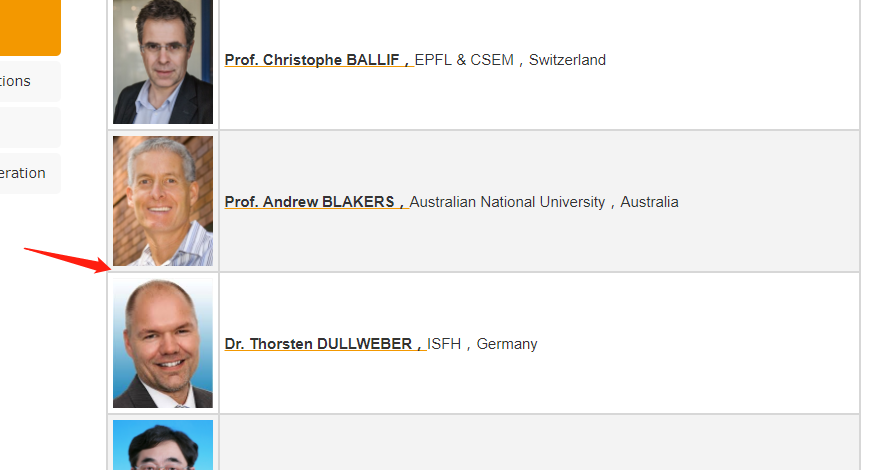 Prof. Christophe BALLIF，EPFL & CSEM，Switzerland
tions
eration
Prof. Andrew BLAKERS，Australian National University，Australia
Dr. Thorsten DULLWEBER，ISFH，Germany